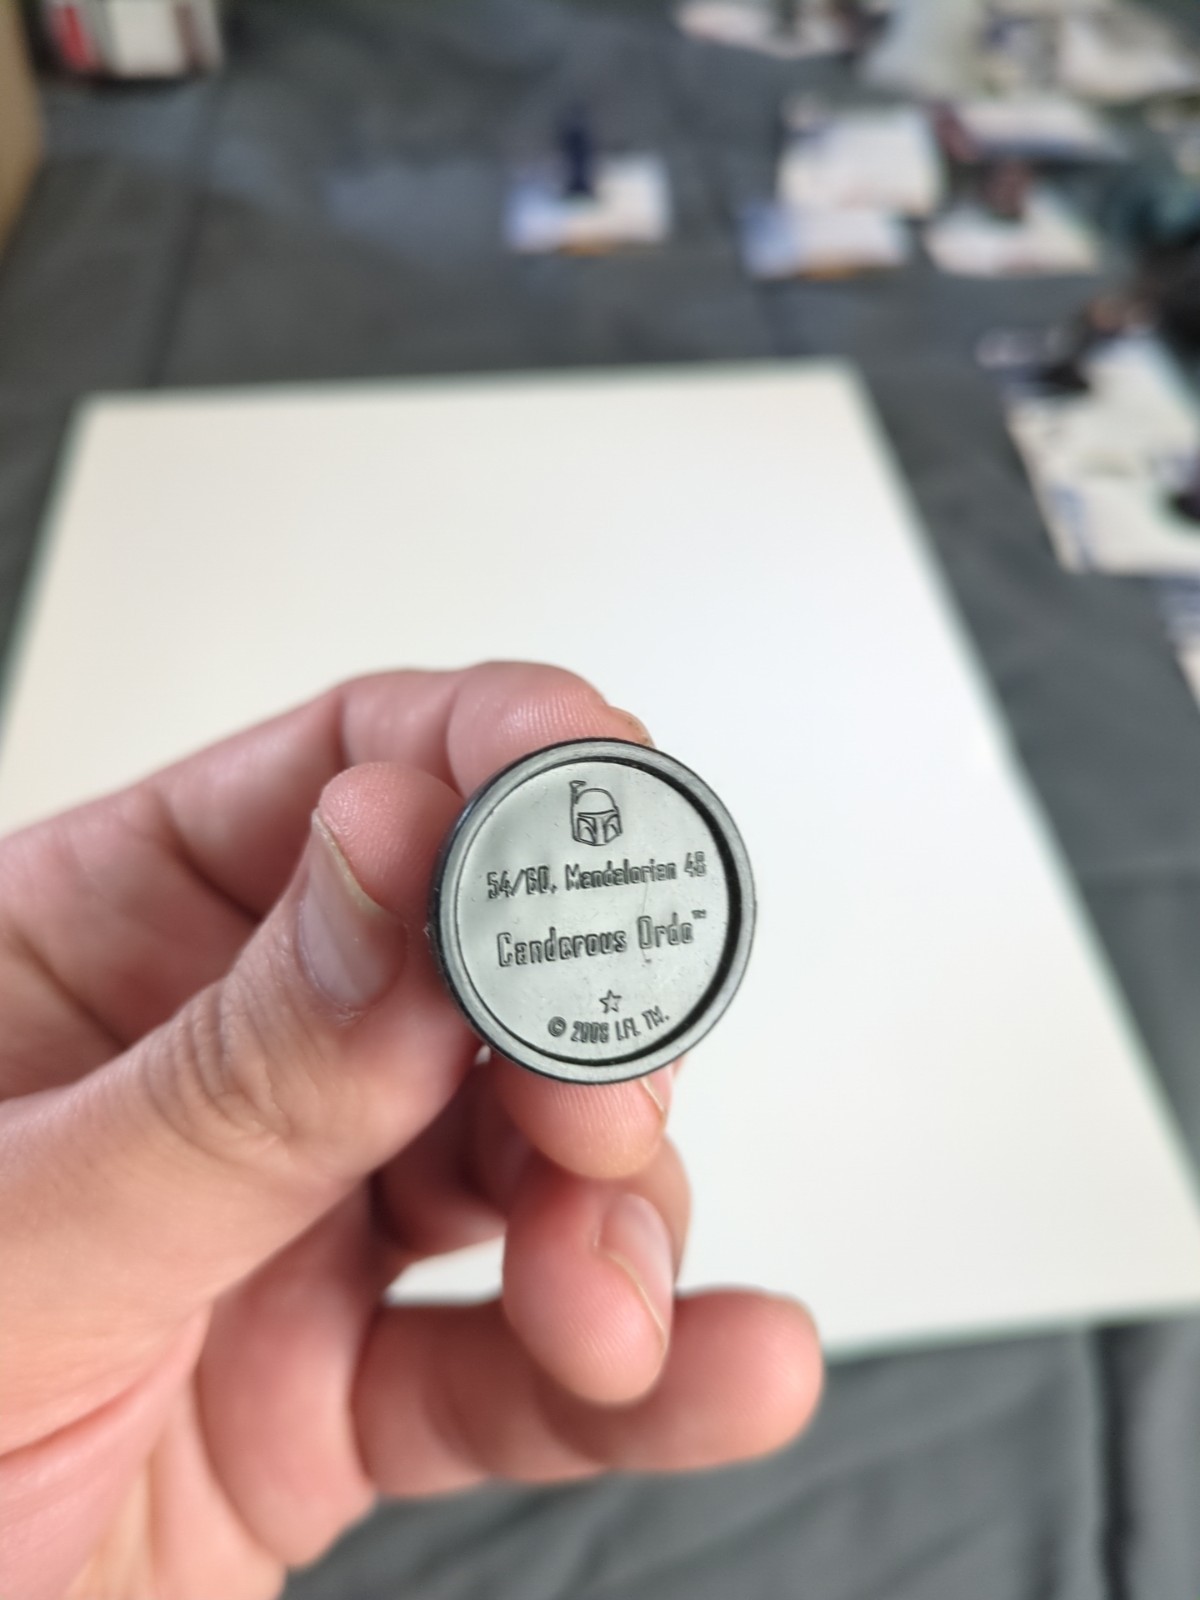 54/60, Mandalorian 48
Canderous Ordo™
© 2008 LFL TM.